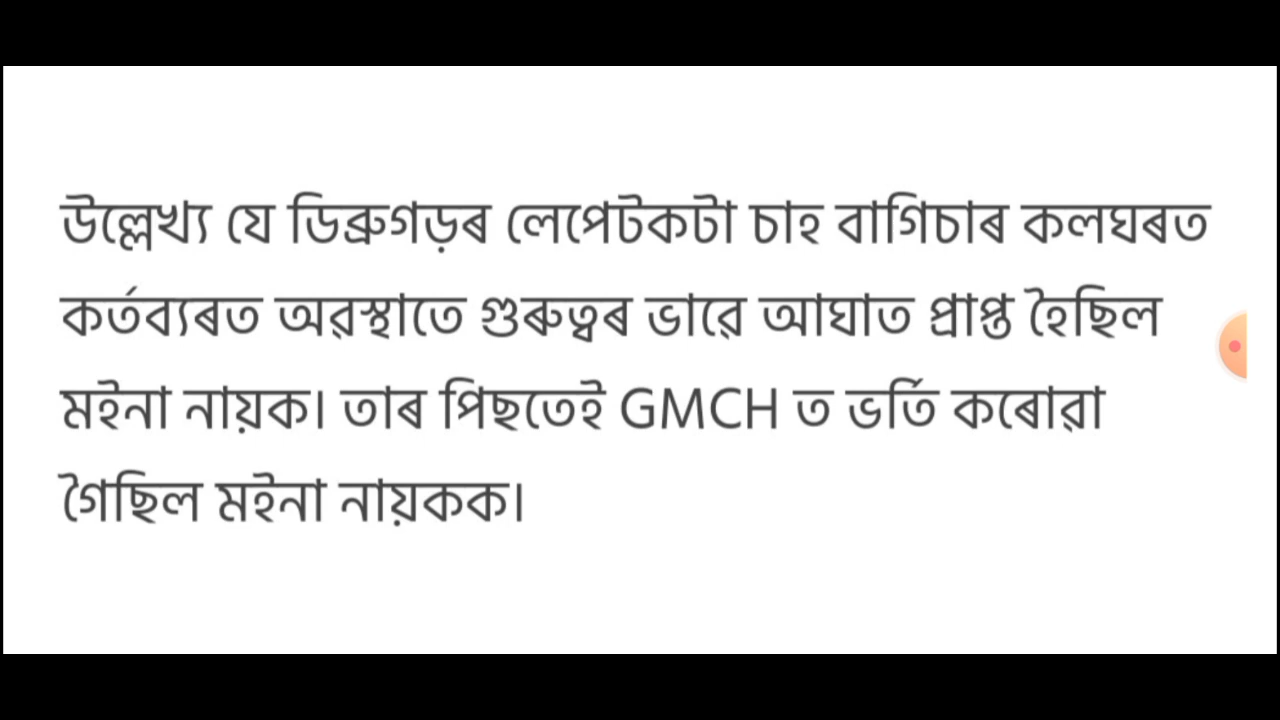 উল্লেখ্য যে ডিব্ৰুগড়ৰ লেপেটকটা চাহ বাগিচাৰ কলঘৰত
কৰ্তব্যৰত অৱস্থাতে গুৰুত্বৰ ভাৱে আঘাত প্ৰাপ্ত হৈছিল
মইনা নায়ক। তাৰ পিছতেই GMCH ত ভৰ্তি কৰোৱা
গৈছিল মইনা নায়কক।